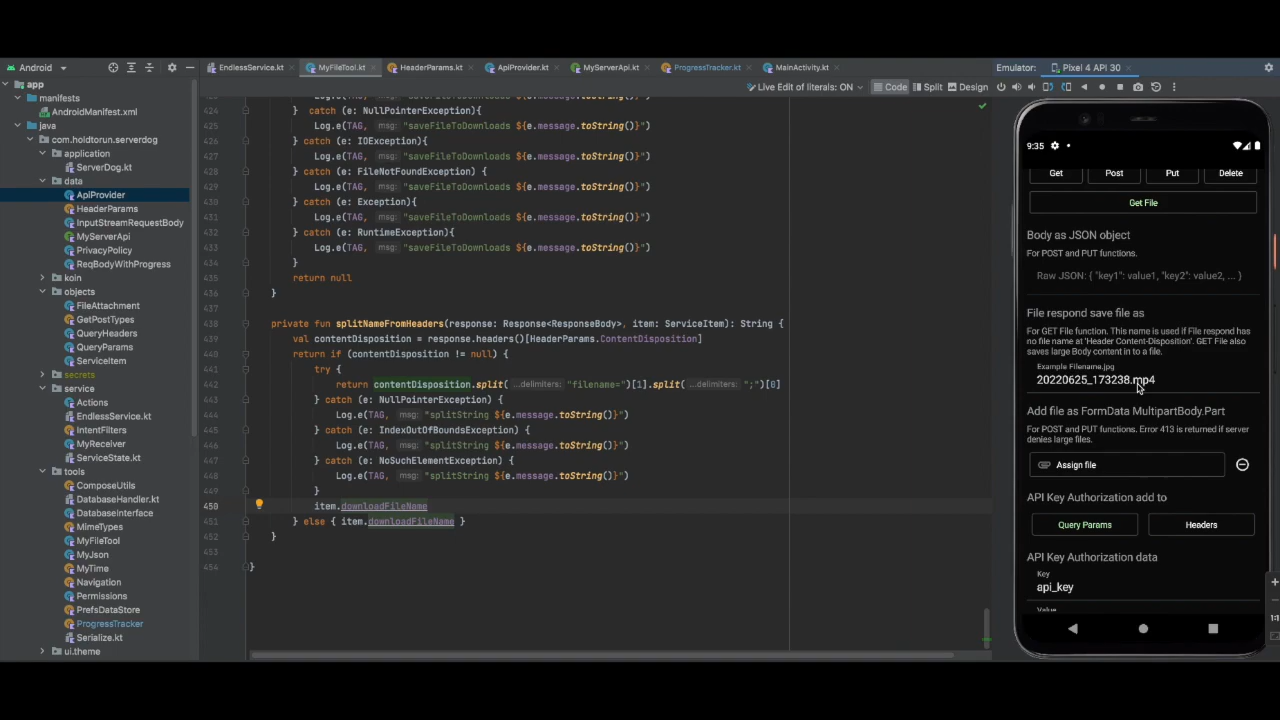 Android
EndlessService.kt
MyFileTool.kt
HeaderParams.kt
ApiProvider.kt
MyServerApi.kt
ProgressTracker.kt
MainActivity.kt
Emulator:
Pixel 4 API 30
Live Edit of literals: ON
Code
Split
Design
app
manifests
AndroidManifest.xml
java
com.holdtorun.serverdog
application
ServerDog.kt
data
ApiProvider
HeaderParams
InputStreamRequestBody
MyServerApi
PrivacyPolicy
ReqBodyWithProgress
koin
objects
FileAttachment
GetPostTypes
QueryHeaders
QueryParams
ServiceItem
secrets
service
Actions
EndlessService.kt
IntentFilters
MyReceiver
ServiceState.kt
tools
ComposeUtils
DatabaseHandler.kt
DatabaseInterface
MimeTypes
MyFileTool
MyJson
MyTime
Navigation
Permissions
PrefsDataStore
ProgressTracker
Serialize.kt
ui.theme
424 } catch (e: NullPointerException){
425 Log.e(TAG, msg: "saveFileToDownloads ${e.message.toString()}")
426 } catch (e: IOException){
427 Log.e(TAG, msg: "saveFileToDownloads ${e.message.toString()}")
428 } catch (e: FileNotFoundException) {
429 Log.e(TAG, msg: "saveFileToDownloads ${e.message.toString()}")
430 } catch (e: Exception){
431 Log.e(TAG, msg: "saveFileToDownloads ${e.message.toString()}")
432 } catch (e: RuntimeException){
433 Log.e(TAG, msg: "saveFileToDownloads ${e.message.toString()}")
434 }
435 return null
436 }
437
438 private fun splitNameFromHeaders(response: Response<ResponseBody>, item: ServiceItem): String {
439 val contentDisposition = response.headers()[HeaderParams.ContentDisposition]
440 return if (contentDisposition != null) {
441 try {
442 return contentDisposition.split( ...delimiters: "filename=")[1].split( ...delimiters: ";")[0]
443 } catch (e: NullPointerException) {
444 Log.e(TAG, msg: "splitString ${e.message.toString()}")
445 } catch (e: IndexOutOfBoundsException) {
446 Log.e(TAG, msg: "splitString ${e.message.toString()}")
447 } catch (e: NoSuchElementException) {
448 Log.e(TAG, msg: "splitString ${e.message.toString()}")
449 }
450 item.downloadFileName
451 } else { item.downloadFileName }
452 }
453
454 }
9:35
Get
Post
Put
Delete
Get File
Body as JSON object
For POST and PUT functions.
Raw JSON: { "key1": value1, "key2": value2, ... }
File respond save file as
For GET File function. This name is used if File respond has
no file name at 'Header Content-Disposition'. GET File also
saves large Body content in to a file.
Example Filename.jpg
20220625_173238.mp4
Add file as FormData MultipartBody.Part
For POST and PUT functions. Error 413 is returned if server
denies large files.
Assign file
API Key Authorization add to
Query Params
Headers
API Key Authorization data
Key
api_key
1:1